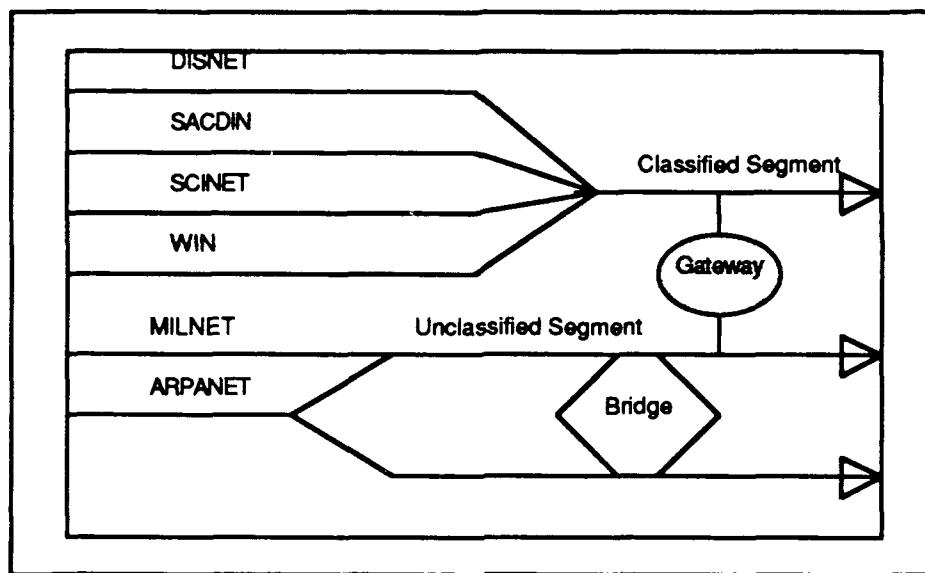 DISNET
SACDIN
Classified Segment
SCINET
WIN
Gateway
MILNET
Unclassified Segment
ARPANET
Bridge